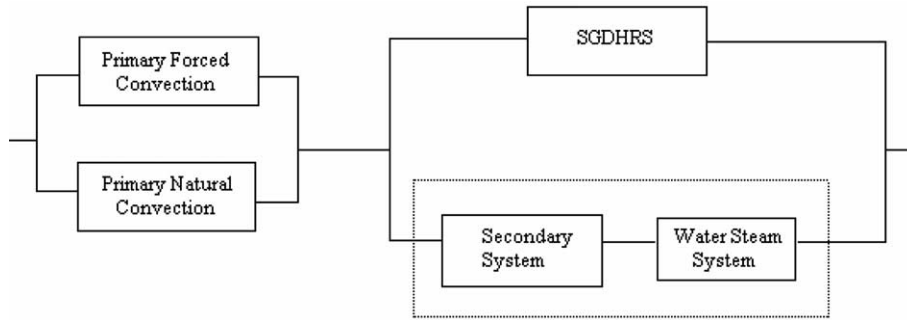 Primary Forced
Convection
Primary Natural
Convection
SGDHRS
Secondary
System
Water Steam
System